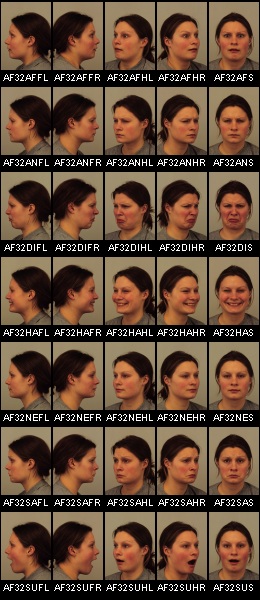 AF32AFFL AF32AFFR AF32AFHL AF32AFHR AF32AFS
AF32ANFL AF32ANFR AF32ANHL AF32ANHR AF32ANS
AF32DIFL AF32DIFR AF32DIHL AF32DIHR AF32DIS
AF32HAFL AF32HAFR AF32HAHL AF32HAHR AF32HAS
AF32NEFL AF32NEFR AF32NEHL AF32NEHR AF32NES
AF32SAFL AF32SAFR AF32SAHL AF32SAHR AF32SAS
AF32SUFL AF32SUFR AF32SUHL AF32SUHR AF32SUS